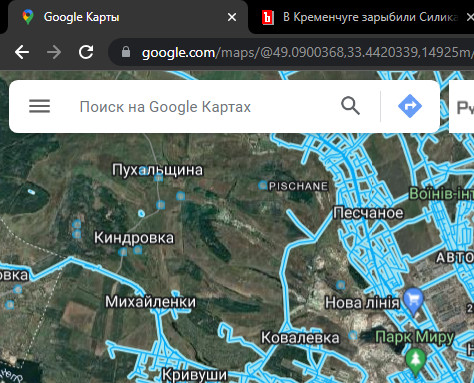 Google Карты
В Кременчуге зарыбили Силика
google.com/maps/@49.0900368,33.4420339,14925m/
Поиск на Google Картах
Пухальщина
PISCHANE
Воїнів-інт
Песчаное
Киндровка
АВТО
овка
Михайленки
Нова лінія
Парк Миру
Ковалевка
Кривуши